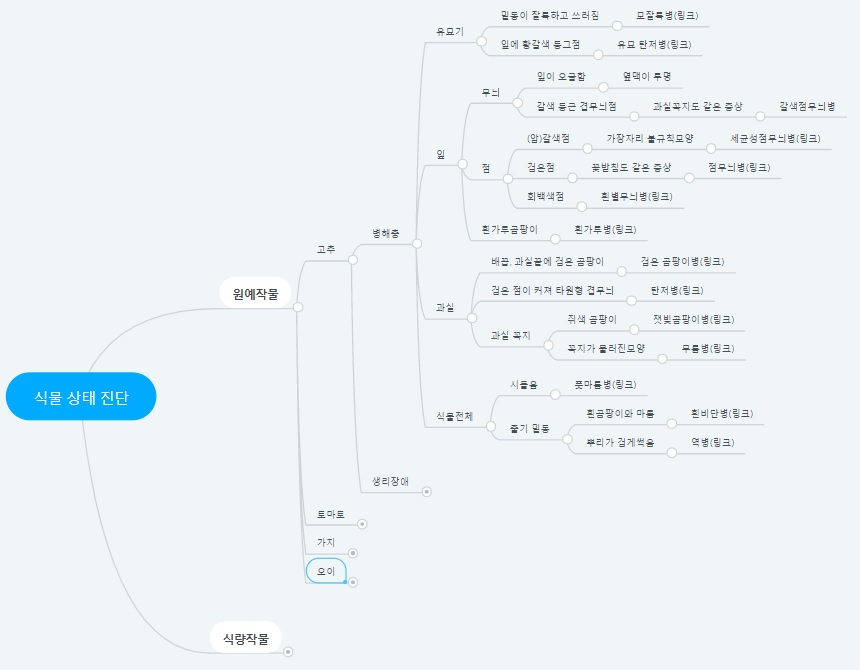 식물 상태 진단
원예작물
고추
병해충
유묘기
밑동이 잘록하고 쓰러짐
모잘록병(링크)
잎에 황갈색 둥그점
유묘 탄저병(링크)
잎
무늬
잎이 오글함
옆맥이 투명
갈색 둥근 겹무늬점
과실꼭지도 같은 증상
갈색점무늬병
점
(암)갈색점
가장자리 불규칙모양
세균성점무늬병(링크)
검은점
꽃받침도 같은 증상
점무늬병(링크)
회백색점
흰별무늬병(링크)
흰가루곰팡이
흰가루병(링크)
과실
배꼽, 과실끝에 검은 곰팡이
검은 곰팡이병(링크)
검은 점이 커져 타원형 겹무늬
탄저병(링크)
과실 꼭지
쥐색 곰팡이
잿빛곰팡이병(링크)
꼭지가 물러진모양
무름병(링크)
식물전체
시들음
풋마름병(링크)
줄기 밑동
흰곰팡이와 마름
흰비단병(링크)
뿌리가 검게썩음
역병(링크)
생리장애
토마토
가지
오이
식량작물